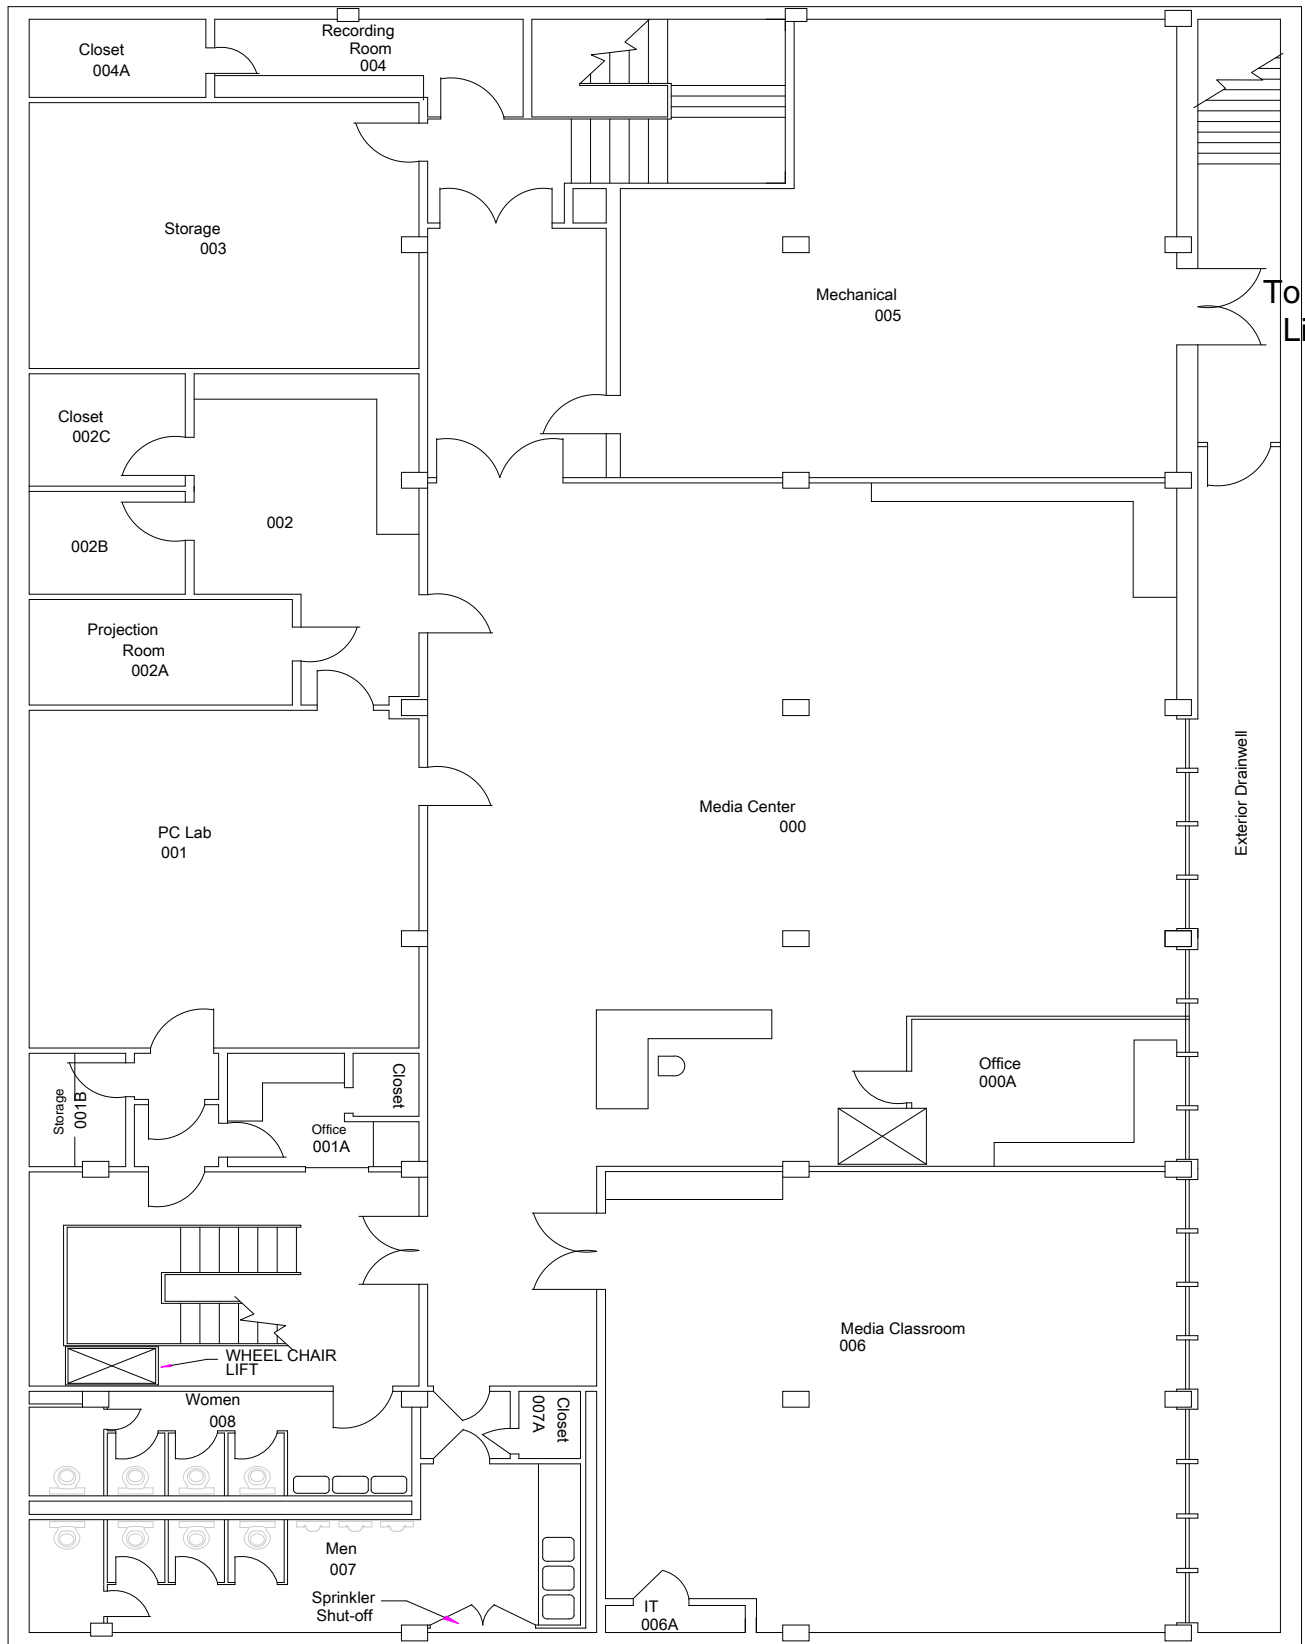 Closet
004A
Recording
Room
004
Storage
003
Mechanical
005
To
Li
Closet
002C
002
002B
Projection
Room
002A
Exterior Drainwell
Media Center
000
PC Lab
001
Office
000A
Storage
001B
Closet
Office
001A
WHEEL CHAIR
LIFT
Media Classroom
006
Women
008
Closet
007A
Men
007
Sprinkler
Shut-off
IT
006A